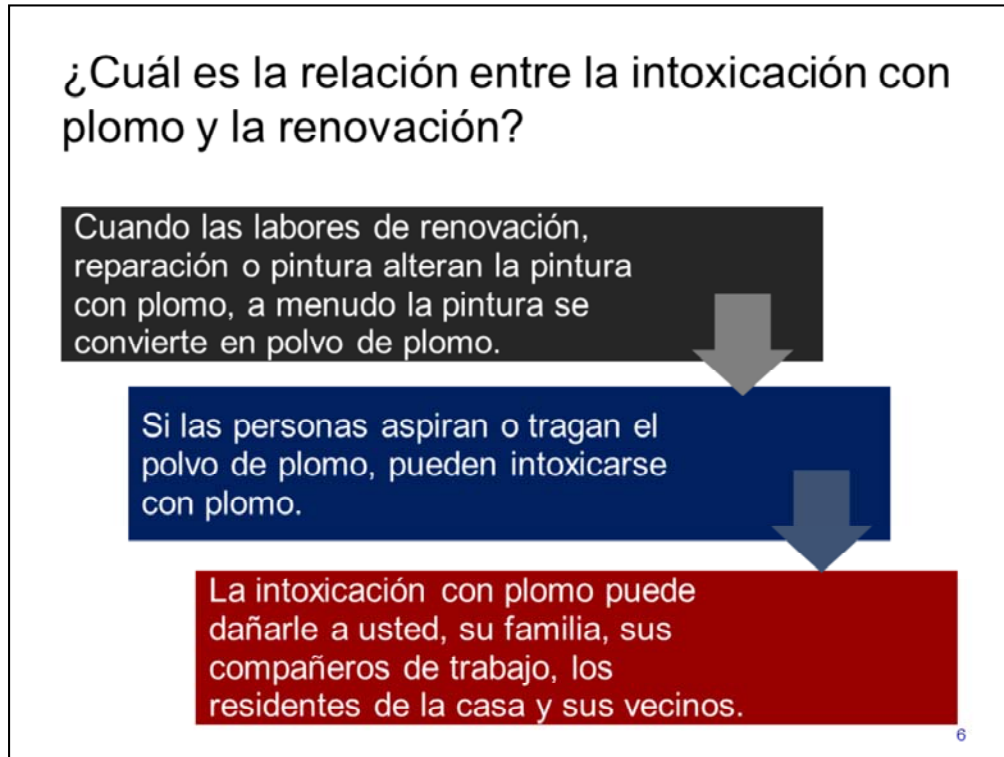 ¿Cuál es la relación entre la intoxicación con
plomo y la renovación?
Cuando las labores de renovación,
reparación o pintura alteran la pintura
con plomo, a menudo la pintura se
convierte en polvo de plomo.
Si las personas aspiran o tragan el
polvo de plomo, pueden intoxicarse
con plomo.
La intoxicación con plomo puede
dañarle a usted, su familia, sus
compañeros de trabajo, los
residentes de la casa y sus vecinos.
6